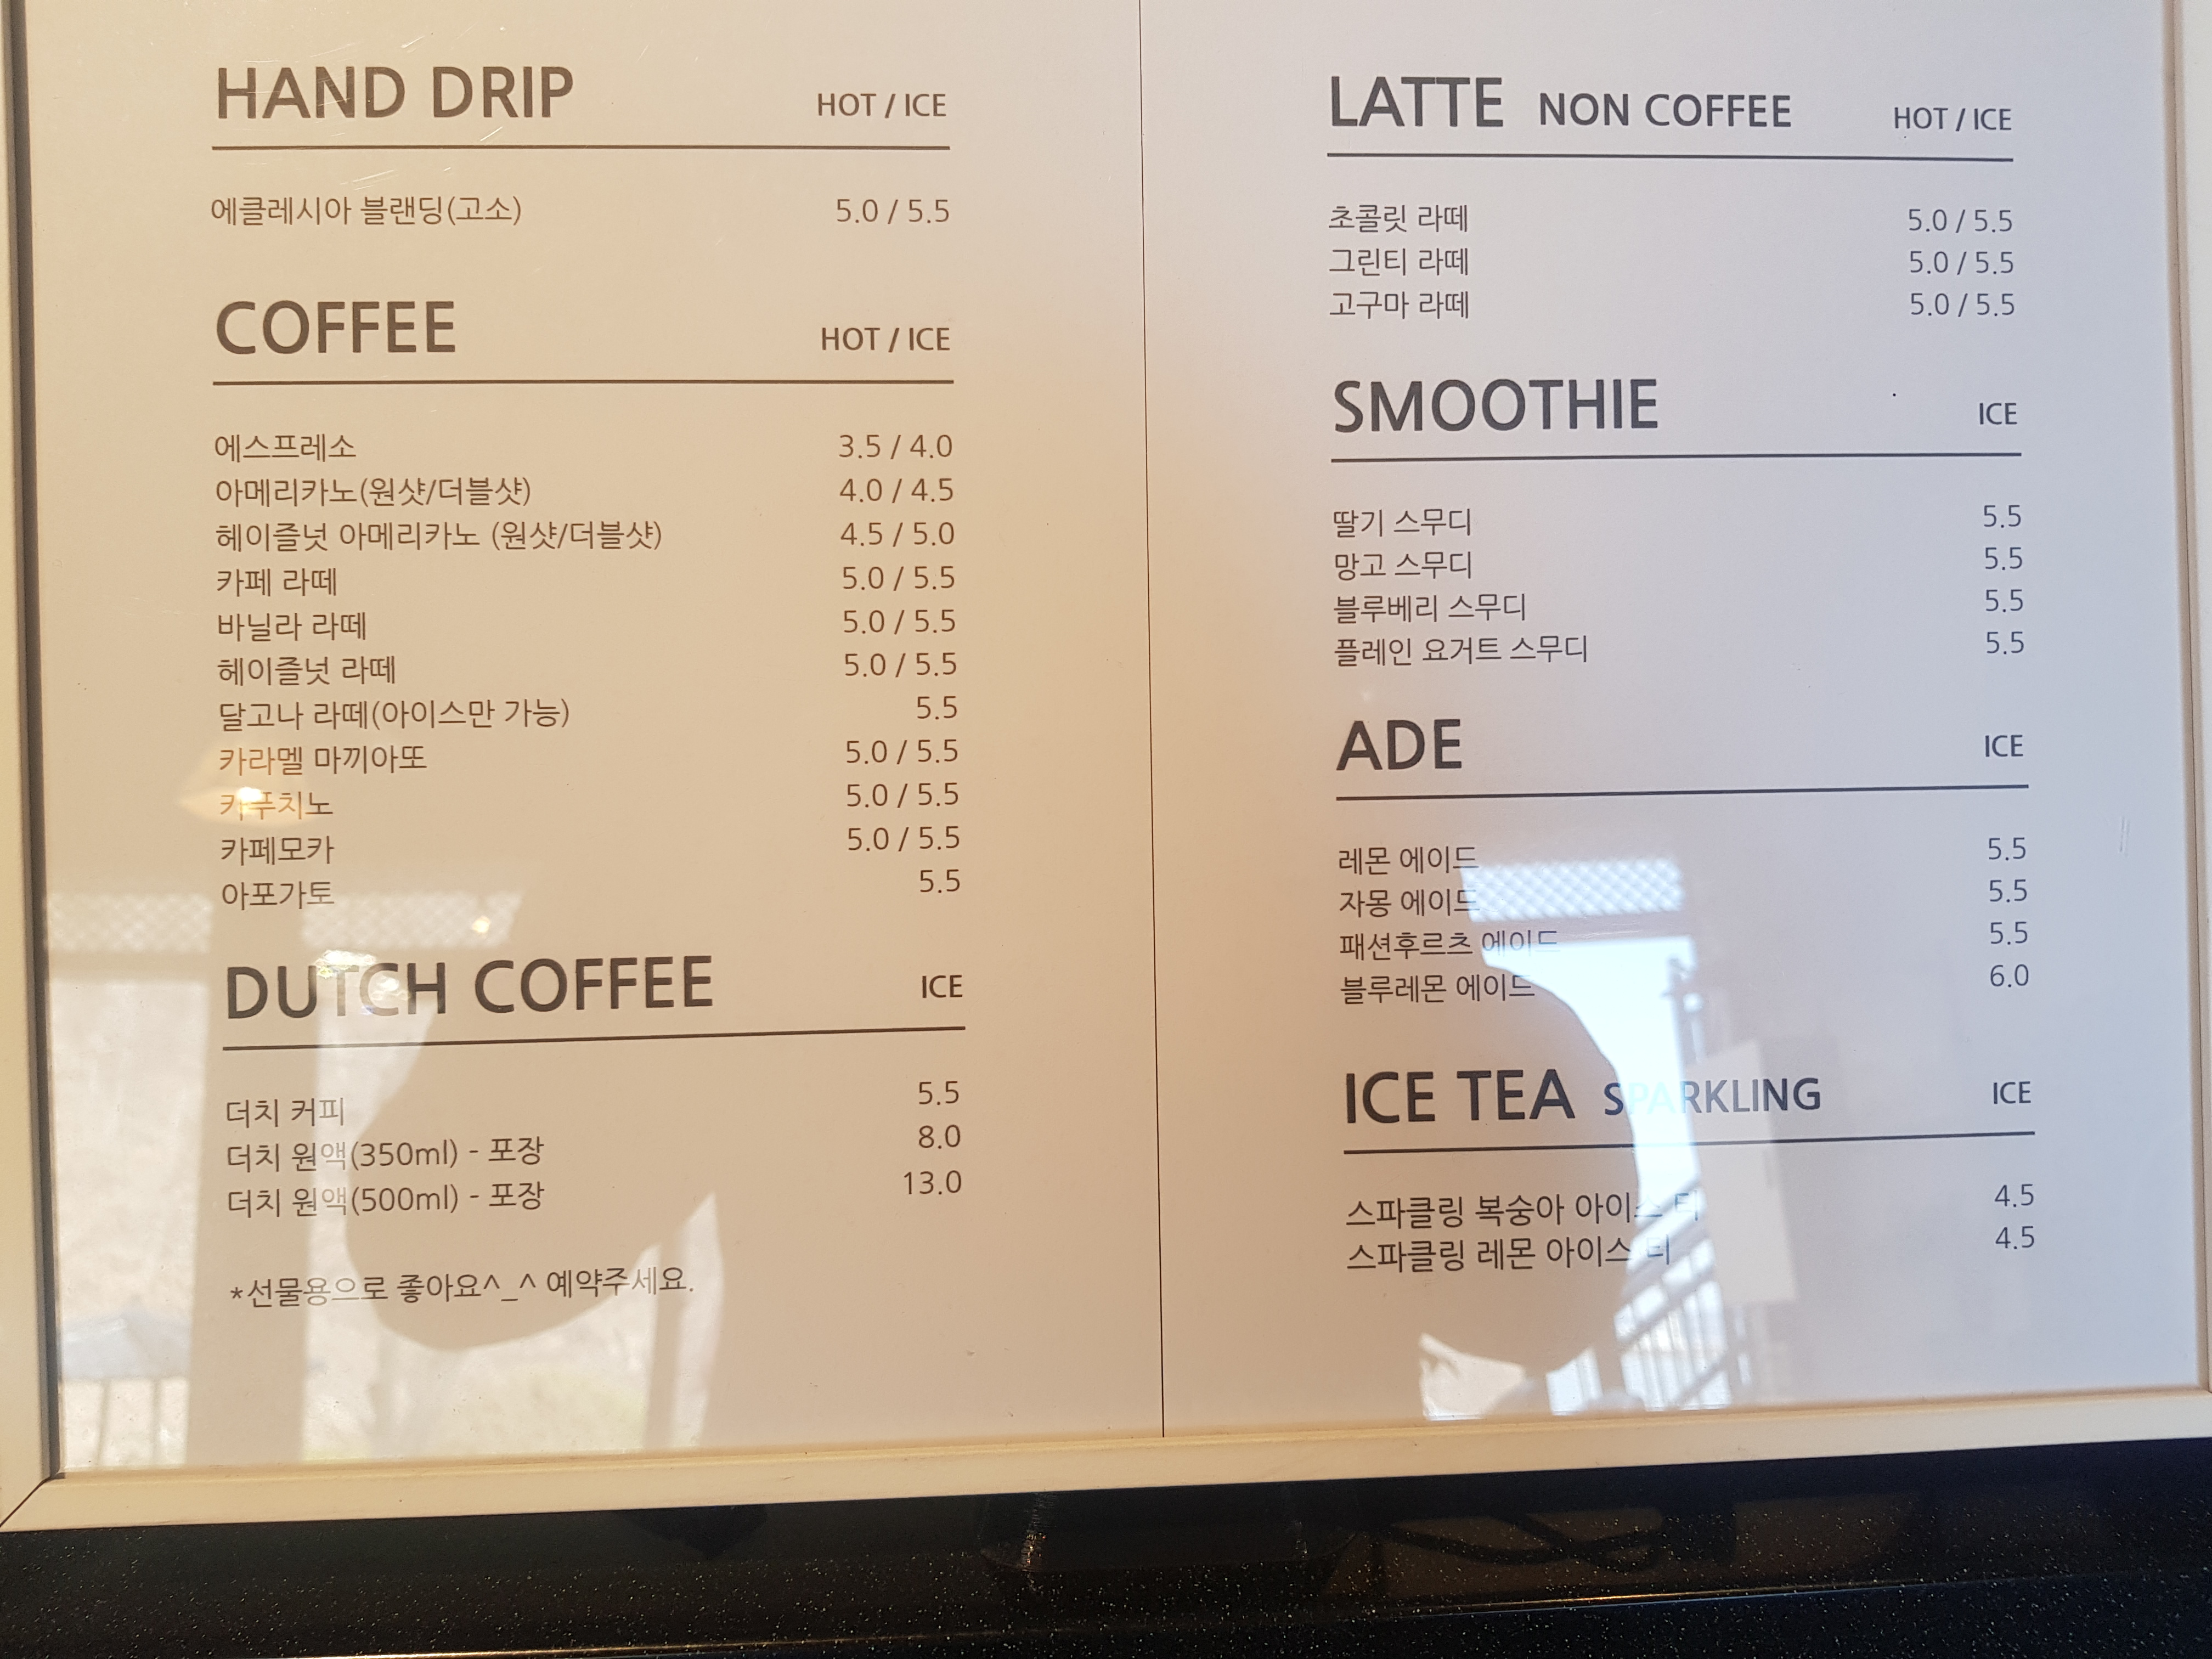 HAND DRIP HOT / ICE
에클레시아 블랜딩(고소) 5.0 / 5.5
COFFEE HOT / ICE
에스프레소 3.5 / 4.0
아메리카노(원샷/더블샷) 4.0 / 4.5
헤이즐넛 아메리카노 (원샷/더블샷) 4.5 / 5.0
카페 라떼 5.0 / 5.5
바닐라 라떼 5.0 / 5.5
헤이즐넛 라떼 5.0 / 5.5
달고나 라떼(아이스만 가능) 5.5
카라멜 마끼아또 5.0 / 5.5
카푸치노 5.0 / 5.5
카페모카 5.0 / 5.5
아포가토 5.5
DUTCH COFFEE ICE
더치 커피 5.5
더치 원액(350ml) - 포장 8.0
더치 원액(500ml) - 포장 13.0
*선물용으로 좋아요^_^ 예약주세요.
LATTE NON COFFEE HOT / ICE
초콜릿 라떼 5.0 / 5.5
그린티 라떼 5.0 / 5.5
고구마 라떼 5.0 / 5.5
SMOOTHIE ICE
딸기 스무디 5.5
망고 스무디 5.5
블루베리 스무디 5.5
플레인 요거트 스무디 5.5
ADE ICE
레몬 에이드 5.5
자몽 에이드 5.5
패션후르츠 에이드 5.5
블루레몬 에이드 6.0
ICE TEA SPARKLING ICE
스파클링 복숭아 아이스 티 4.5
스파클링 레몬 아이스 티 4.5